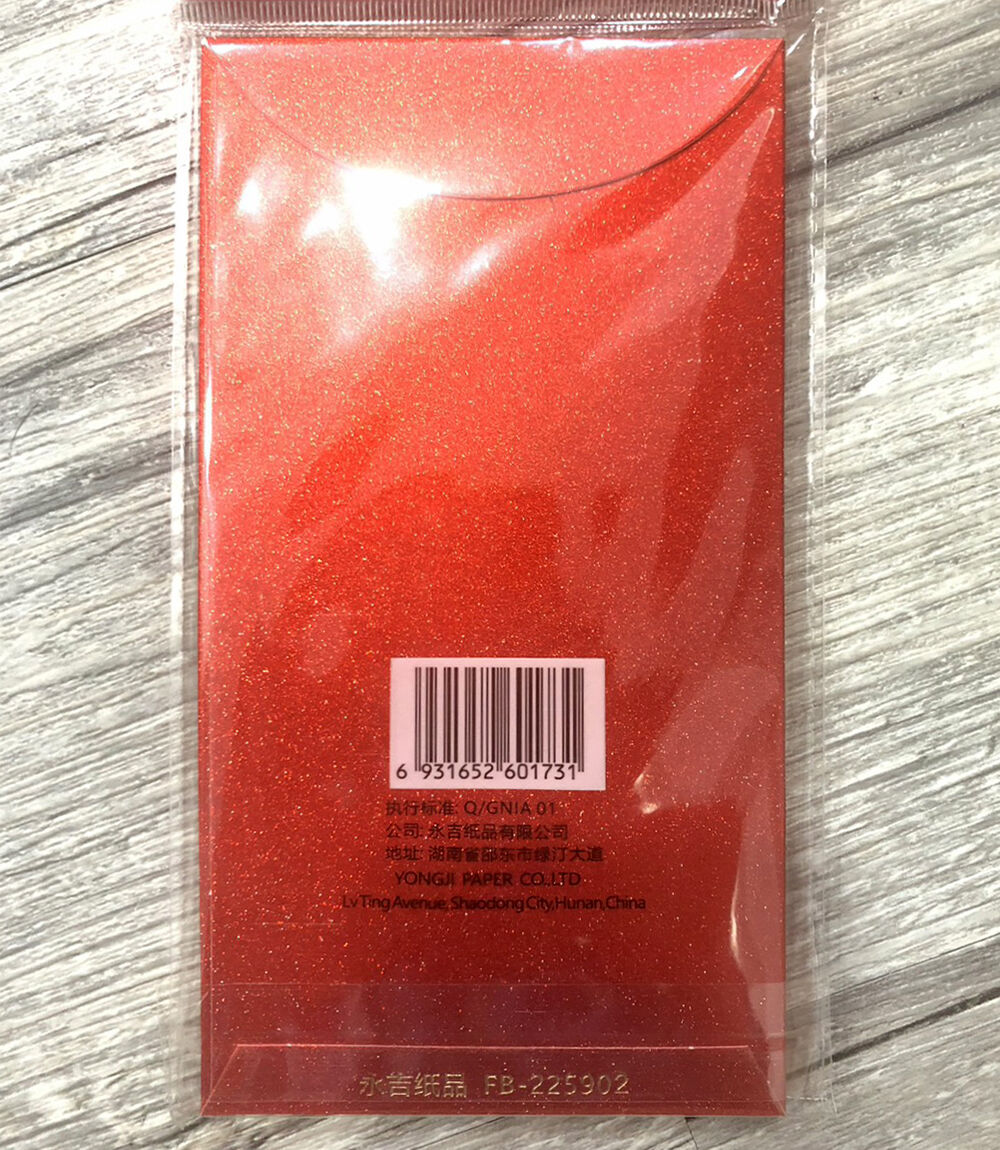 6 931652 601731
执行标准: Q/GNIA 01
公司: 永吉纸品有限公司
地址: 湖南省邵东市绿汀大道
YONGJI PAPER CO.,LTD
Lv Ting Avenue, Shaodong City,Hunan,China
永吉纸品 FB-225902